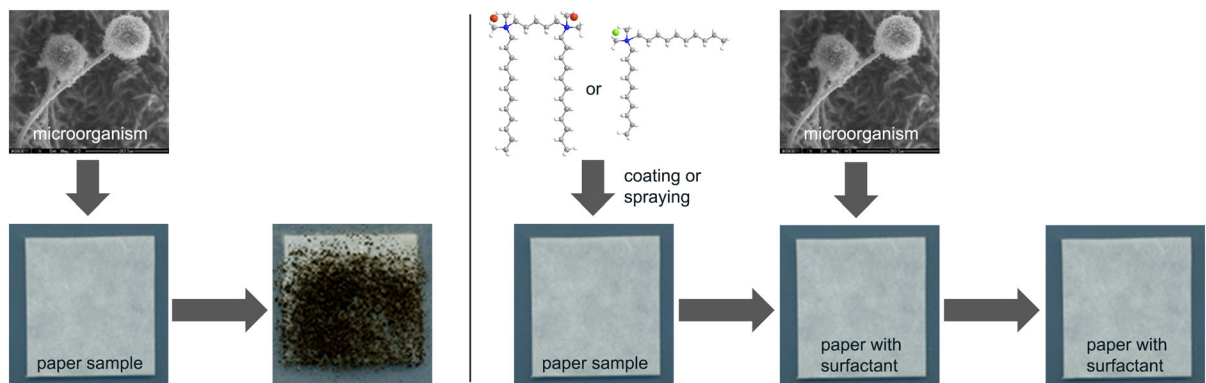 microorganism
paper sample
or
coating or
spraying
paper sample
microorganism
paper with
surfactant
paper with
surfactant